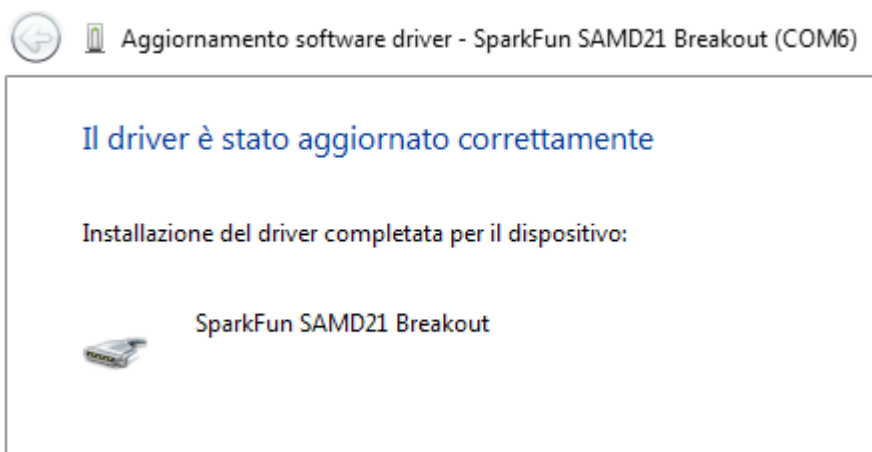 Aggiornamento software driver - SparkFun SAMD21 Breakout (COM6)
Il driver è stato aggiornato correttamente
Installazione del driver completata per il dispositivo:
SparkFun SAMD21 Breakout